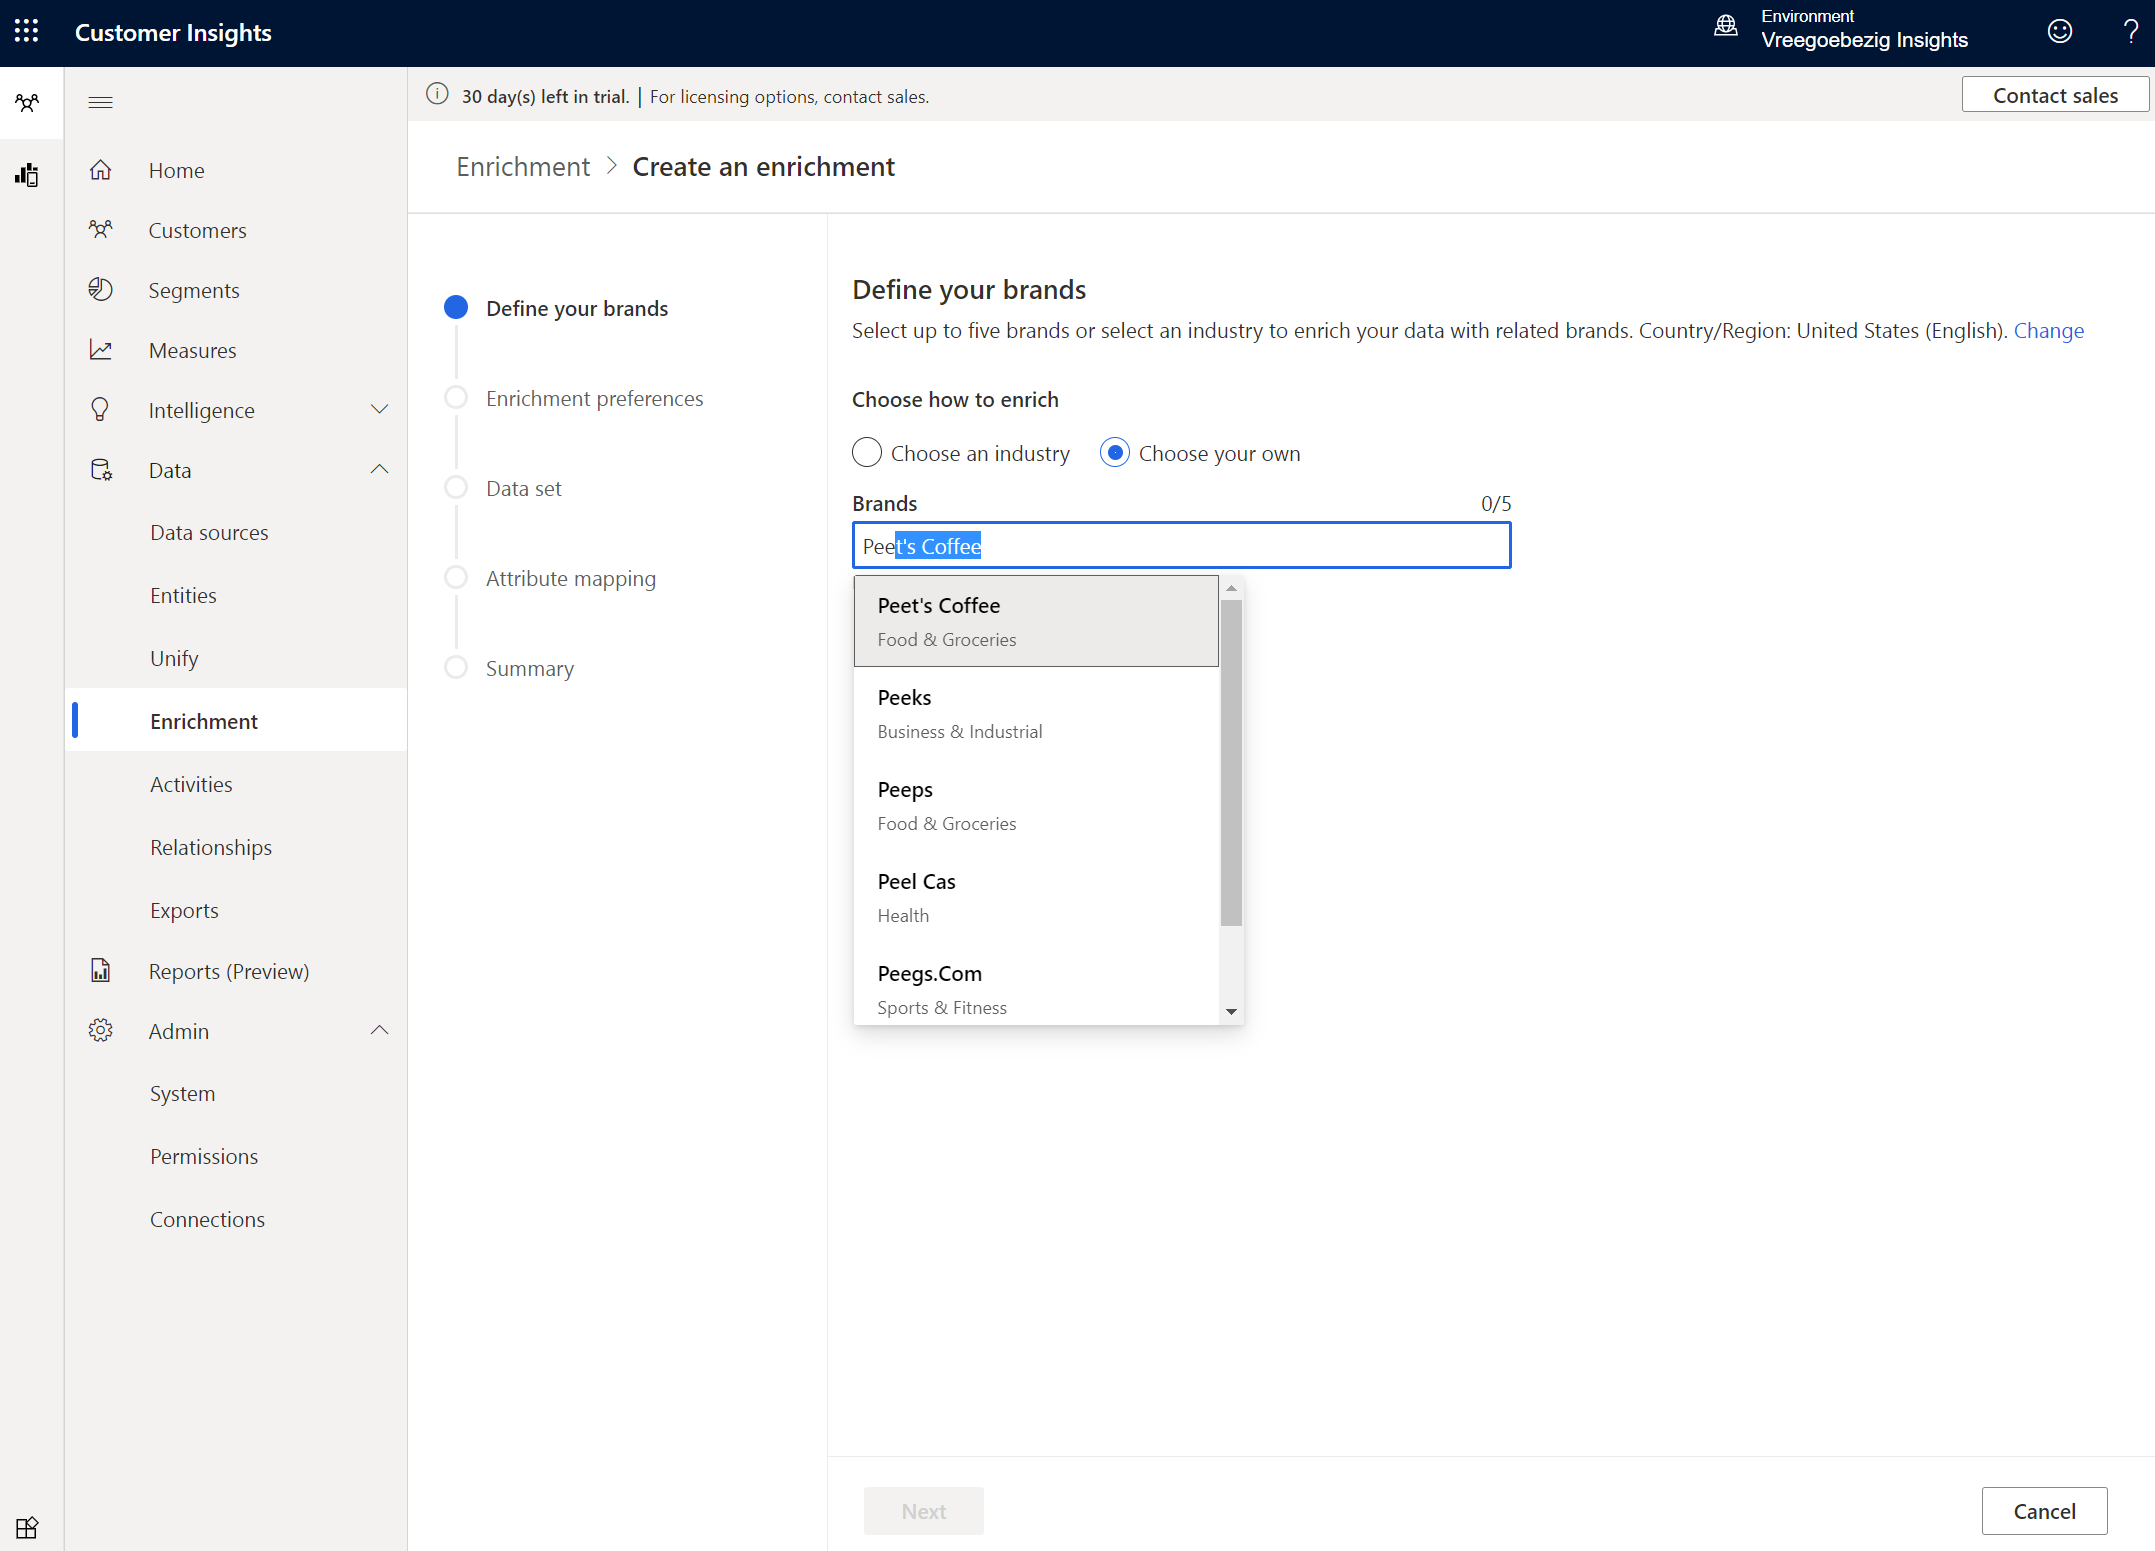 Customer Insights
Environment
Vreegoebezig Insights
?
30 day(s) left in trial. | For licensing options, contact sales.
Contact sales
Home
Customers
Segments
Measures
Intelligence
Data
Data sources
Entities
Unify
Enrichment
Activities
Relationships
Exports
Reports (Preview)
Admin
System
Permissions
Connections
Enrichment > Create an enrichment
Define your brands
Enrichment preferences
Data set
Attribute mapping
Summary
Define your brands
Select up to five brands or select an industry to enrich your data with related brands. Country/Region: United States (English). Change
Choose how to enrich
Choose an industry Choose your own
Brands 0/5
Peet's Coffee
Peet's Coffee
Food & Groceries
Peeks
Business & Industrial
Peeps
Food & Groceries
Peel Cas
Health
Peegs.Com
Sports & Fitness
Next
Cancel